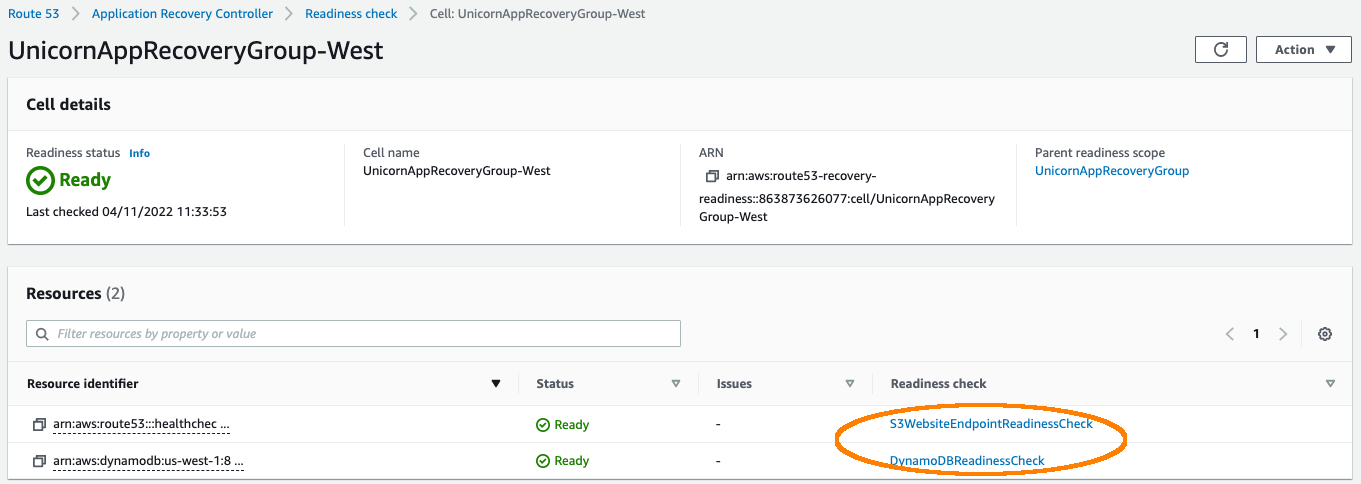 Route 53 > Application Recovery Controller > Readiness check > Cell: UnicornAppRecoveryGroup-West
UnicornAppRecoveryGroup-West
Action
Cell details
Readiness status Info
Ready
Last checked 04/11/2022 11:33:53
Cell name
UnicornAppRecoveryGroup-West
ARN
arn:aws:route53-recovery-
readiness::863873626077:cell/UnicornAppRecovery
Group-West
Parent readiness scope
UnicornAppRecoveryGroup
Resources (2)
Filter resources by property or value
1
Resource identifier Status Issues Readiness check
arn:aws:route53:::healthchec ... Ready - S3WebsiteEndpointReadinessCheck
arn:aws:dynamodb:us-west-1:8 ... Ready - DynamoDBReadinessCheck